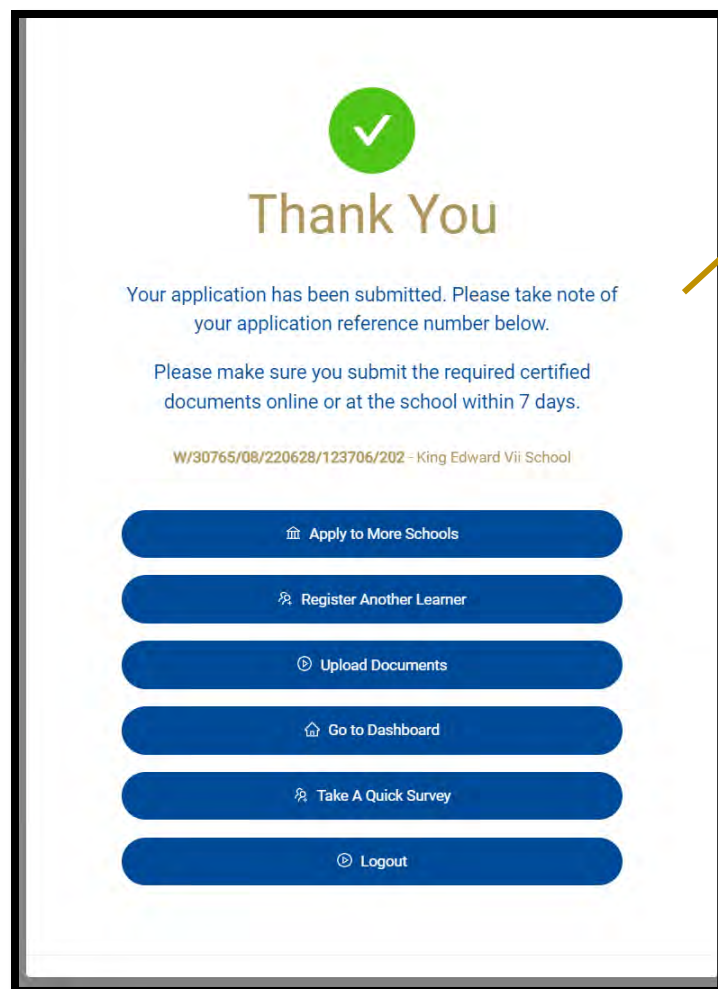 Thank You
Your application has been submitted. Please take note of
your application reference number below.
Please make sure you submit the required certified
documents online or at the school within 7 days.
W/30765/08/220628/123706/202 - King Edward Vii School
Apply to More Schools
Register Another Learner
Upload Documents
Go to Dashboard
Take A Quick Survey
Logout